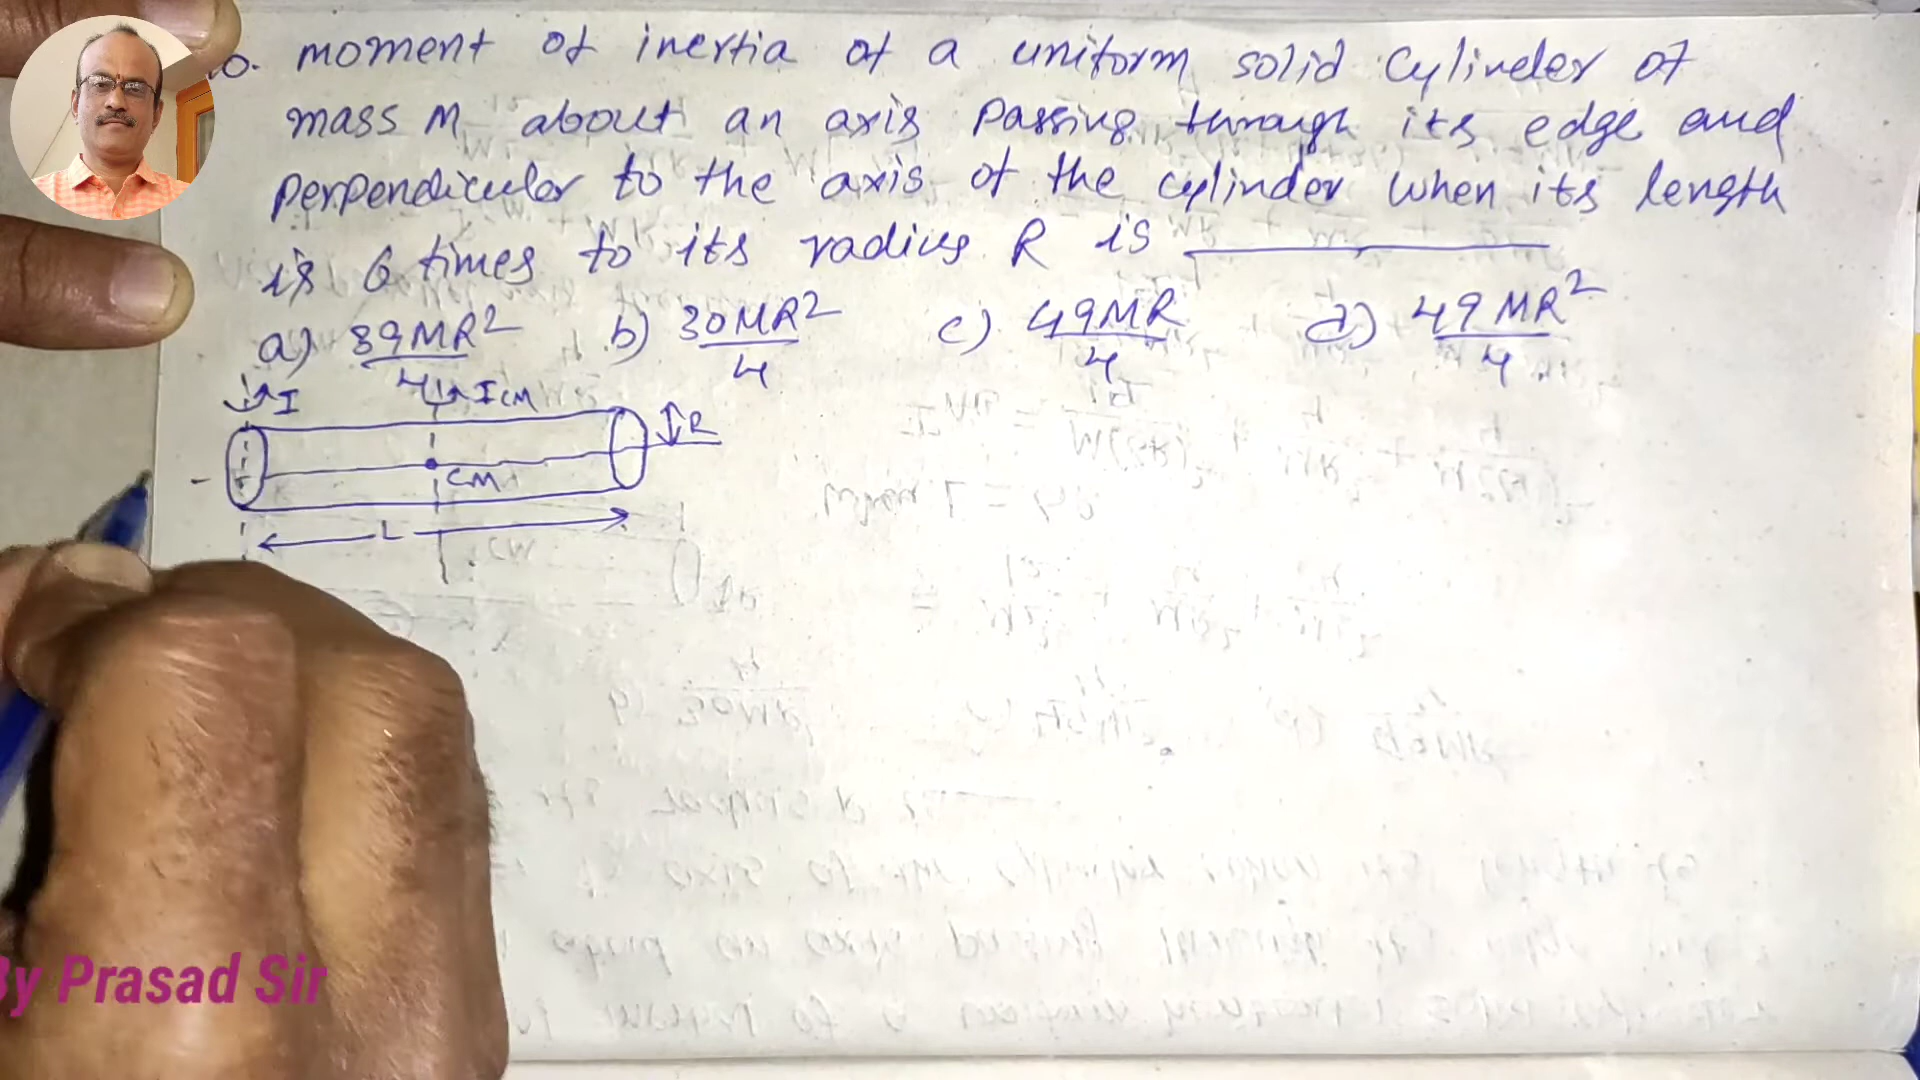 moment of inertia of a uniform solid cylinder of
mass M, about an axis passing through its edge and
perpendicular to the axis of the cylinder when its length
is 6 times to its radius R is ________
a) 39MR²/4 b) 30MR²/4 c) 49MR/4 d) 49MR²/4
I ICM
R
CM
L
By Prasad Sir